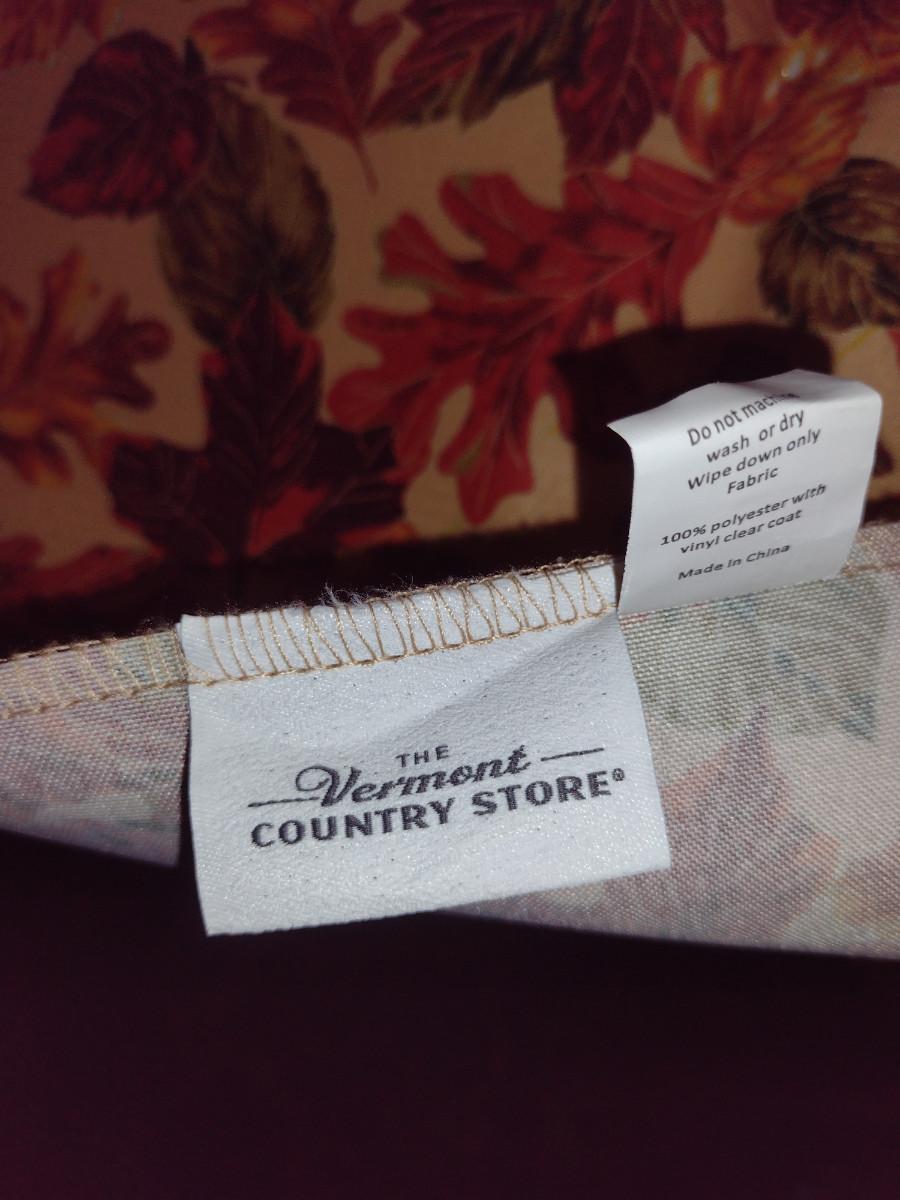 Do not machine
wash or dry
Wipe down only
Fabric
100% polyester with
vinyl clear coat
Made in China
THE
Vermont
COUNTRY STORE®